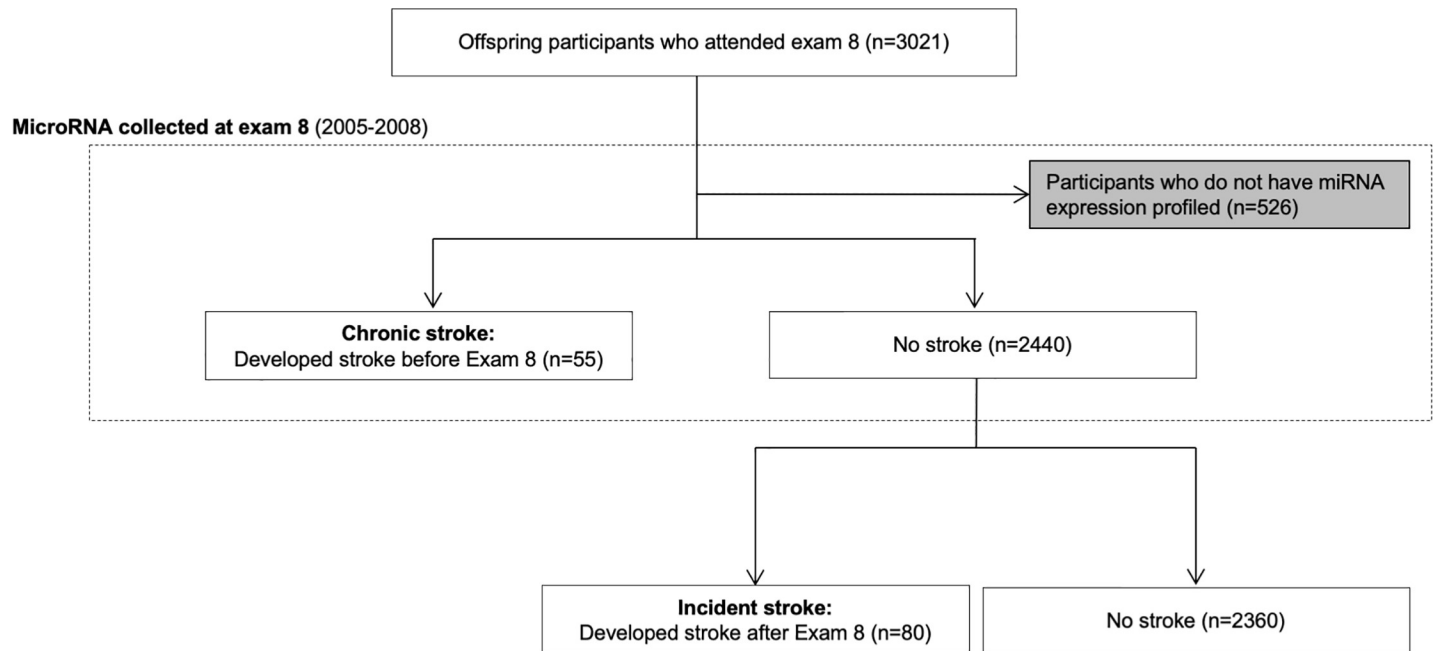 Offspring participants who attended exam 8 (n=3021)
MicroRNA collected at exam 8 (2005-2008)
Participants who do not have miRNA
expression profiled (n=526)
Chronic stroke:
Developed stroke before Exam 8 (n=55)
No stroke (n=2440)
Incident stroke:
Developed stroke after Exam 8 (n=80)
No stroke (n=2360)